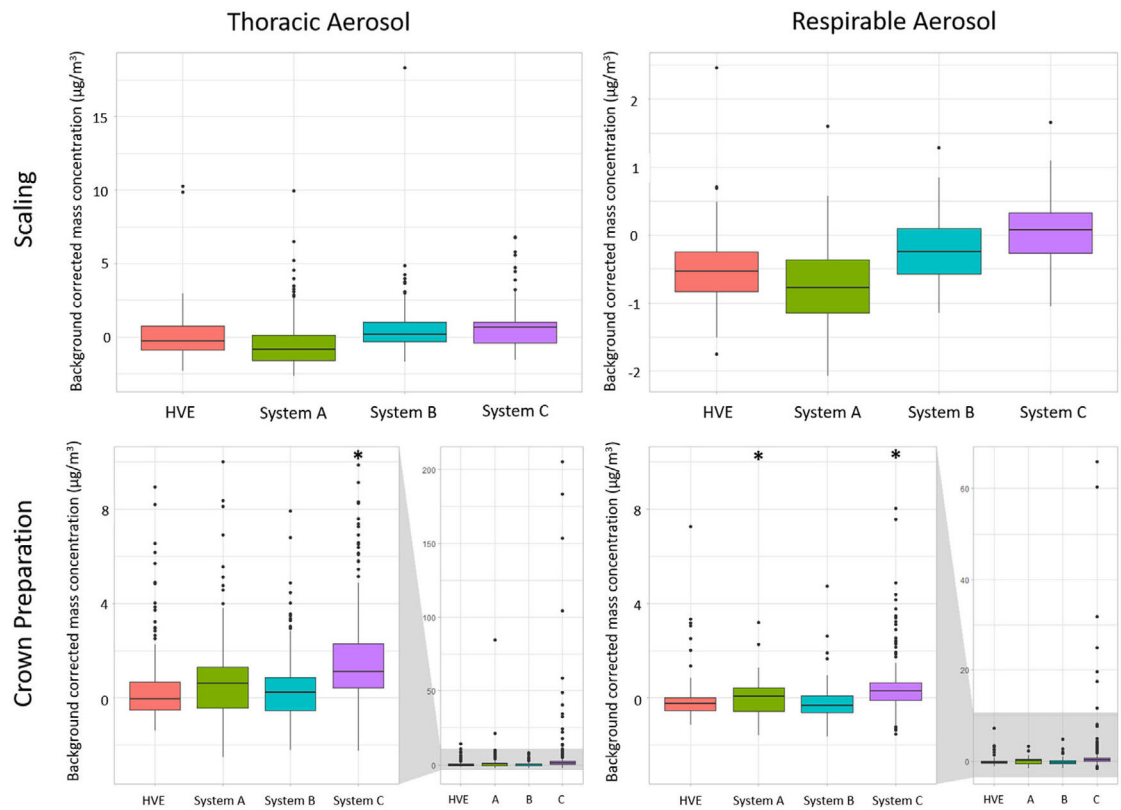 Thoracic Aerosol
Respirable Aerosol
Scaling
Background corrected mass concentration (µg/m³)
15
10
5
0
HVE System A System B System C
Background corrected mass concentration (µg/m³)
2
1
0
-1
-2
HVE System A System B System C
Crown Preparation
Background corrected mass concentration (µg/m³)
8
4
0
*
HVE System A System B System C
200
150
100
50
0
HVE A B C
Background corrected mass concentration (µg/m³)
8
4
0
* *
HVE System A System B System C
60
40
20
0
HVE A B C